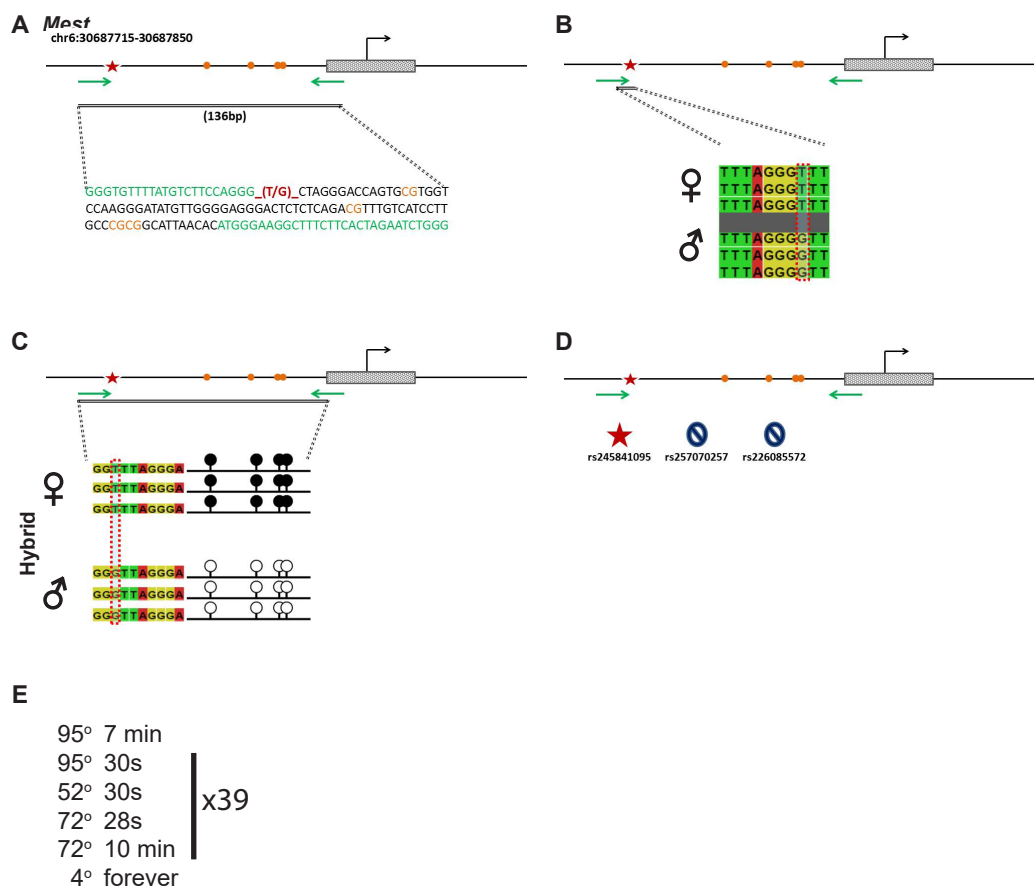 A Mest
chr6:30687715-30687850
(136bp)
GGGTGTTTTATGTCTTCCAGGG_(T/G)_CTAGGGACCAGTGCGTGGT
CCAAGGGATATGTTGGGGAGGGACTCTCTCAGACGTTTGTCATCCTT
GCCCGCGGCATTAACACATGGGAAGGCTTTCTTCACTAGAATCTGGG
B
TTTAGGGTTT
TTTAGGGTTT
TTTAGGGTTT
♀
♂
TTTAGGGGTT
TTTAGGGGTT
TTTAGGGGTT
C
Hybrid
♀
GGTTTAGGGA
GGTTTAGGGA
GGTTTAGGGA
♂
GGGTTAGGGA
GGGTTAGGGA
GGGTTAGGGA
D
rs245841095 rs257070257 rs226085572
E
95° 7 min
95° 30s
52° 30s
72° 28s
72° 10 min
x39
4° forever